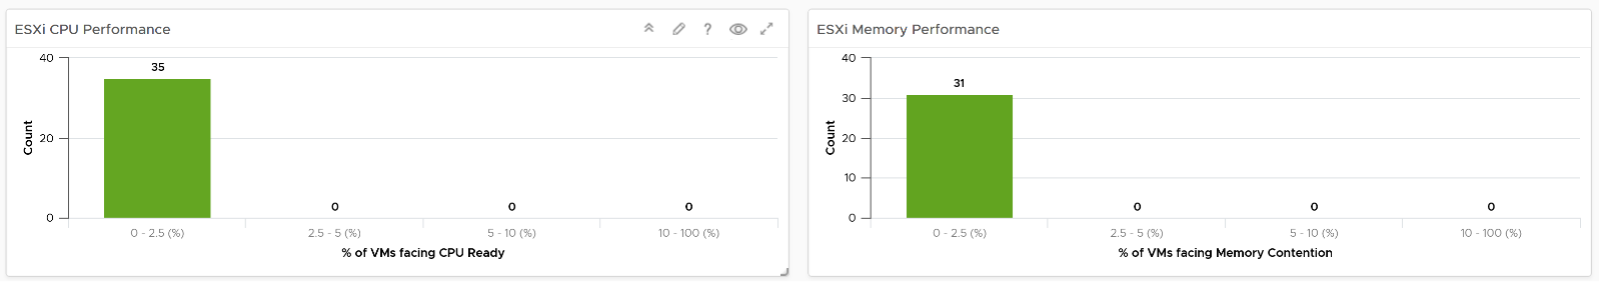 ESXi CPU Performance
?
40
35
20
0
0
0
0
Count
0 - 2.5 (%)
2.5 - 5 (%)
5 - 10 (%)
10 - 100 (%)
% of VMs facing CPU Ready
ESXi Memory Performance
40
31
30
20
10
0
0
0
0
Count
0 - 2.5 (%)
2.5 - 5 (%)
5 - 10 (%)
10 - 100 (%)
% of VMs facing Memory Contention